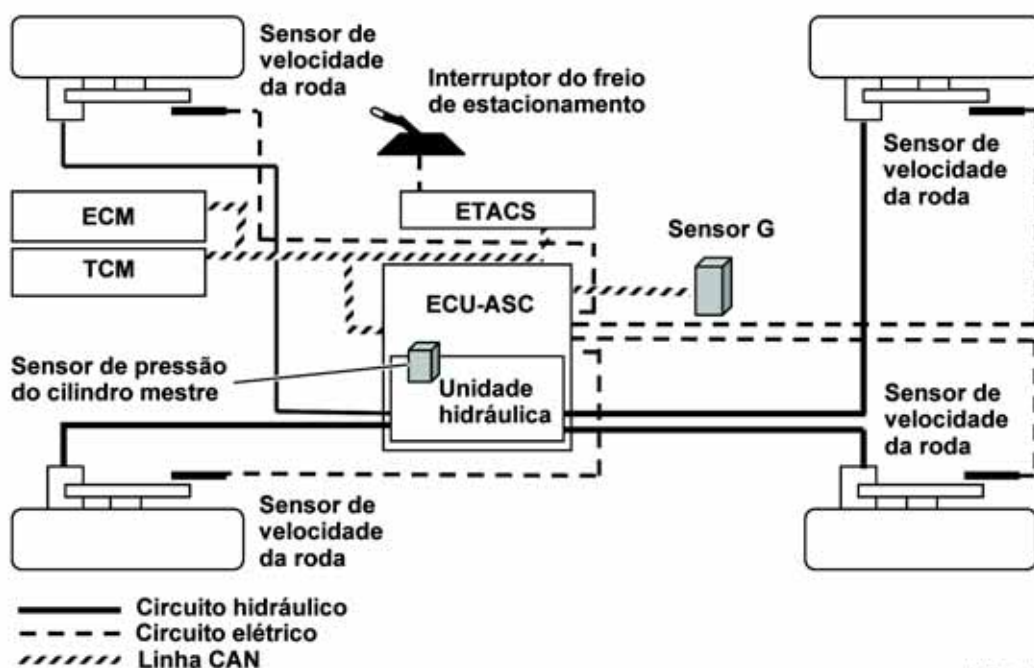 Sensor de
velocidade
da roda
Interruptor do freio
de estacionamento
Sensor de
velocidade
da roda
ECM
ETACS
Sensor G
TCM
ECU-ASC
Sensor de pressão
do cilindro mestre
Unidade
hidráulica
Sensor de
velocidade
da roda
Sensor de
velocidade
da roda
Circuito hidráulico
Circuito elétrico
Linha CAN